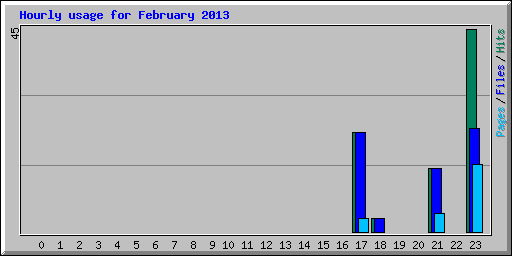 Hourly usage for February 2013
45
Pages / Files / Hits
0 1 2 3 4 5 6 7 8 9 10 11 12 13 14 15 16 17 18 19 20 21 22 23